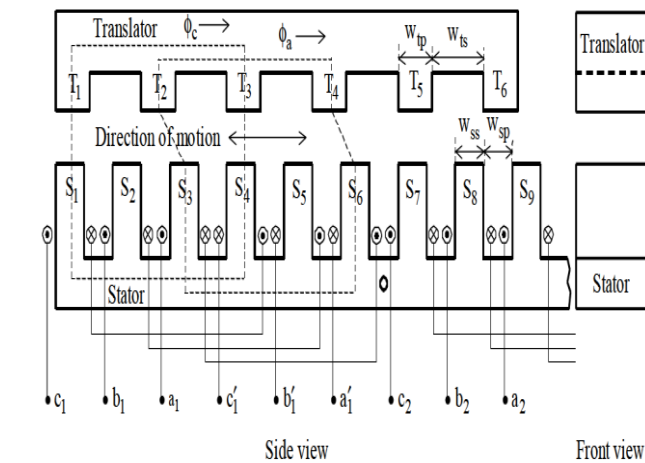 Translator ϕc ϕa wtp wts
Translator
T1 T2 T3 T4 T5 T6
Direction of motion wss wsp
S1 S2 S3 S4 S5 S6 S7 S8 S9
Stator
Stator
c1 b1 a1 c1′ b1′ a1′ c2 b2 a2
Side view Front view